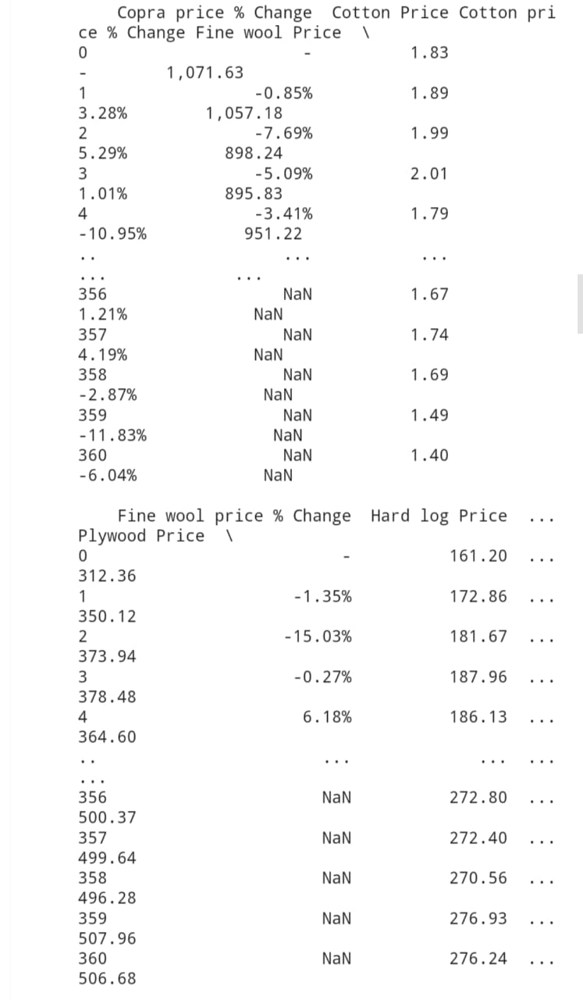 Copra price % Change  Cotton Price Cotton pri
ce % Change Fine wool Price  \
0                       -          1.83
-         1,071.63
1                  -0.85%          1.89
3.28%        1,057.18
2                  -7.69%          1.99
5.29%          898.24
3                  -5.09%          2.01
1.01%          895.83
4                  -3.41%          1.79
-10.95%          951.22
..                    ...           ...
...             ...
356                   NaN          1.67
1.21%             NaN
357                   NaN          1.74
4.19%             NaN
358                   NaN          1.69
-2.87%             NaN
359                   NaN          1.49
-11.83%             NaN
360                   NaN          1.40
-6.04%             NaN
Fine wool price % Change  Hard log Price  ...
Plywood Price  \
0                           -          161.20  ...
312.36
1                      -1.35%          172.86  ...
350.12
2                     -15.03%          181.67  ...
373.94
3                      -0.27%          187.96  ...
378.48
4                       6.18%          186.13  ...
364.60
..                        ...             ...  ...
...
356                       NaN          272.80  ...
500.37
357                       NaN          272.40  ...
499.64
358                       NaN          270.56  ...
496.28
359                       NaN          276.93  ...
507.96
360                       NaN          276.24  ...
506.68